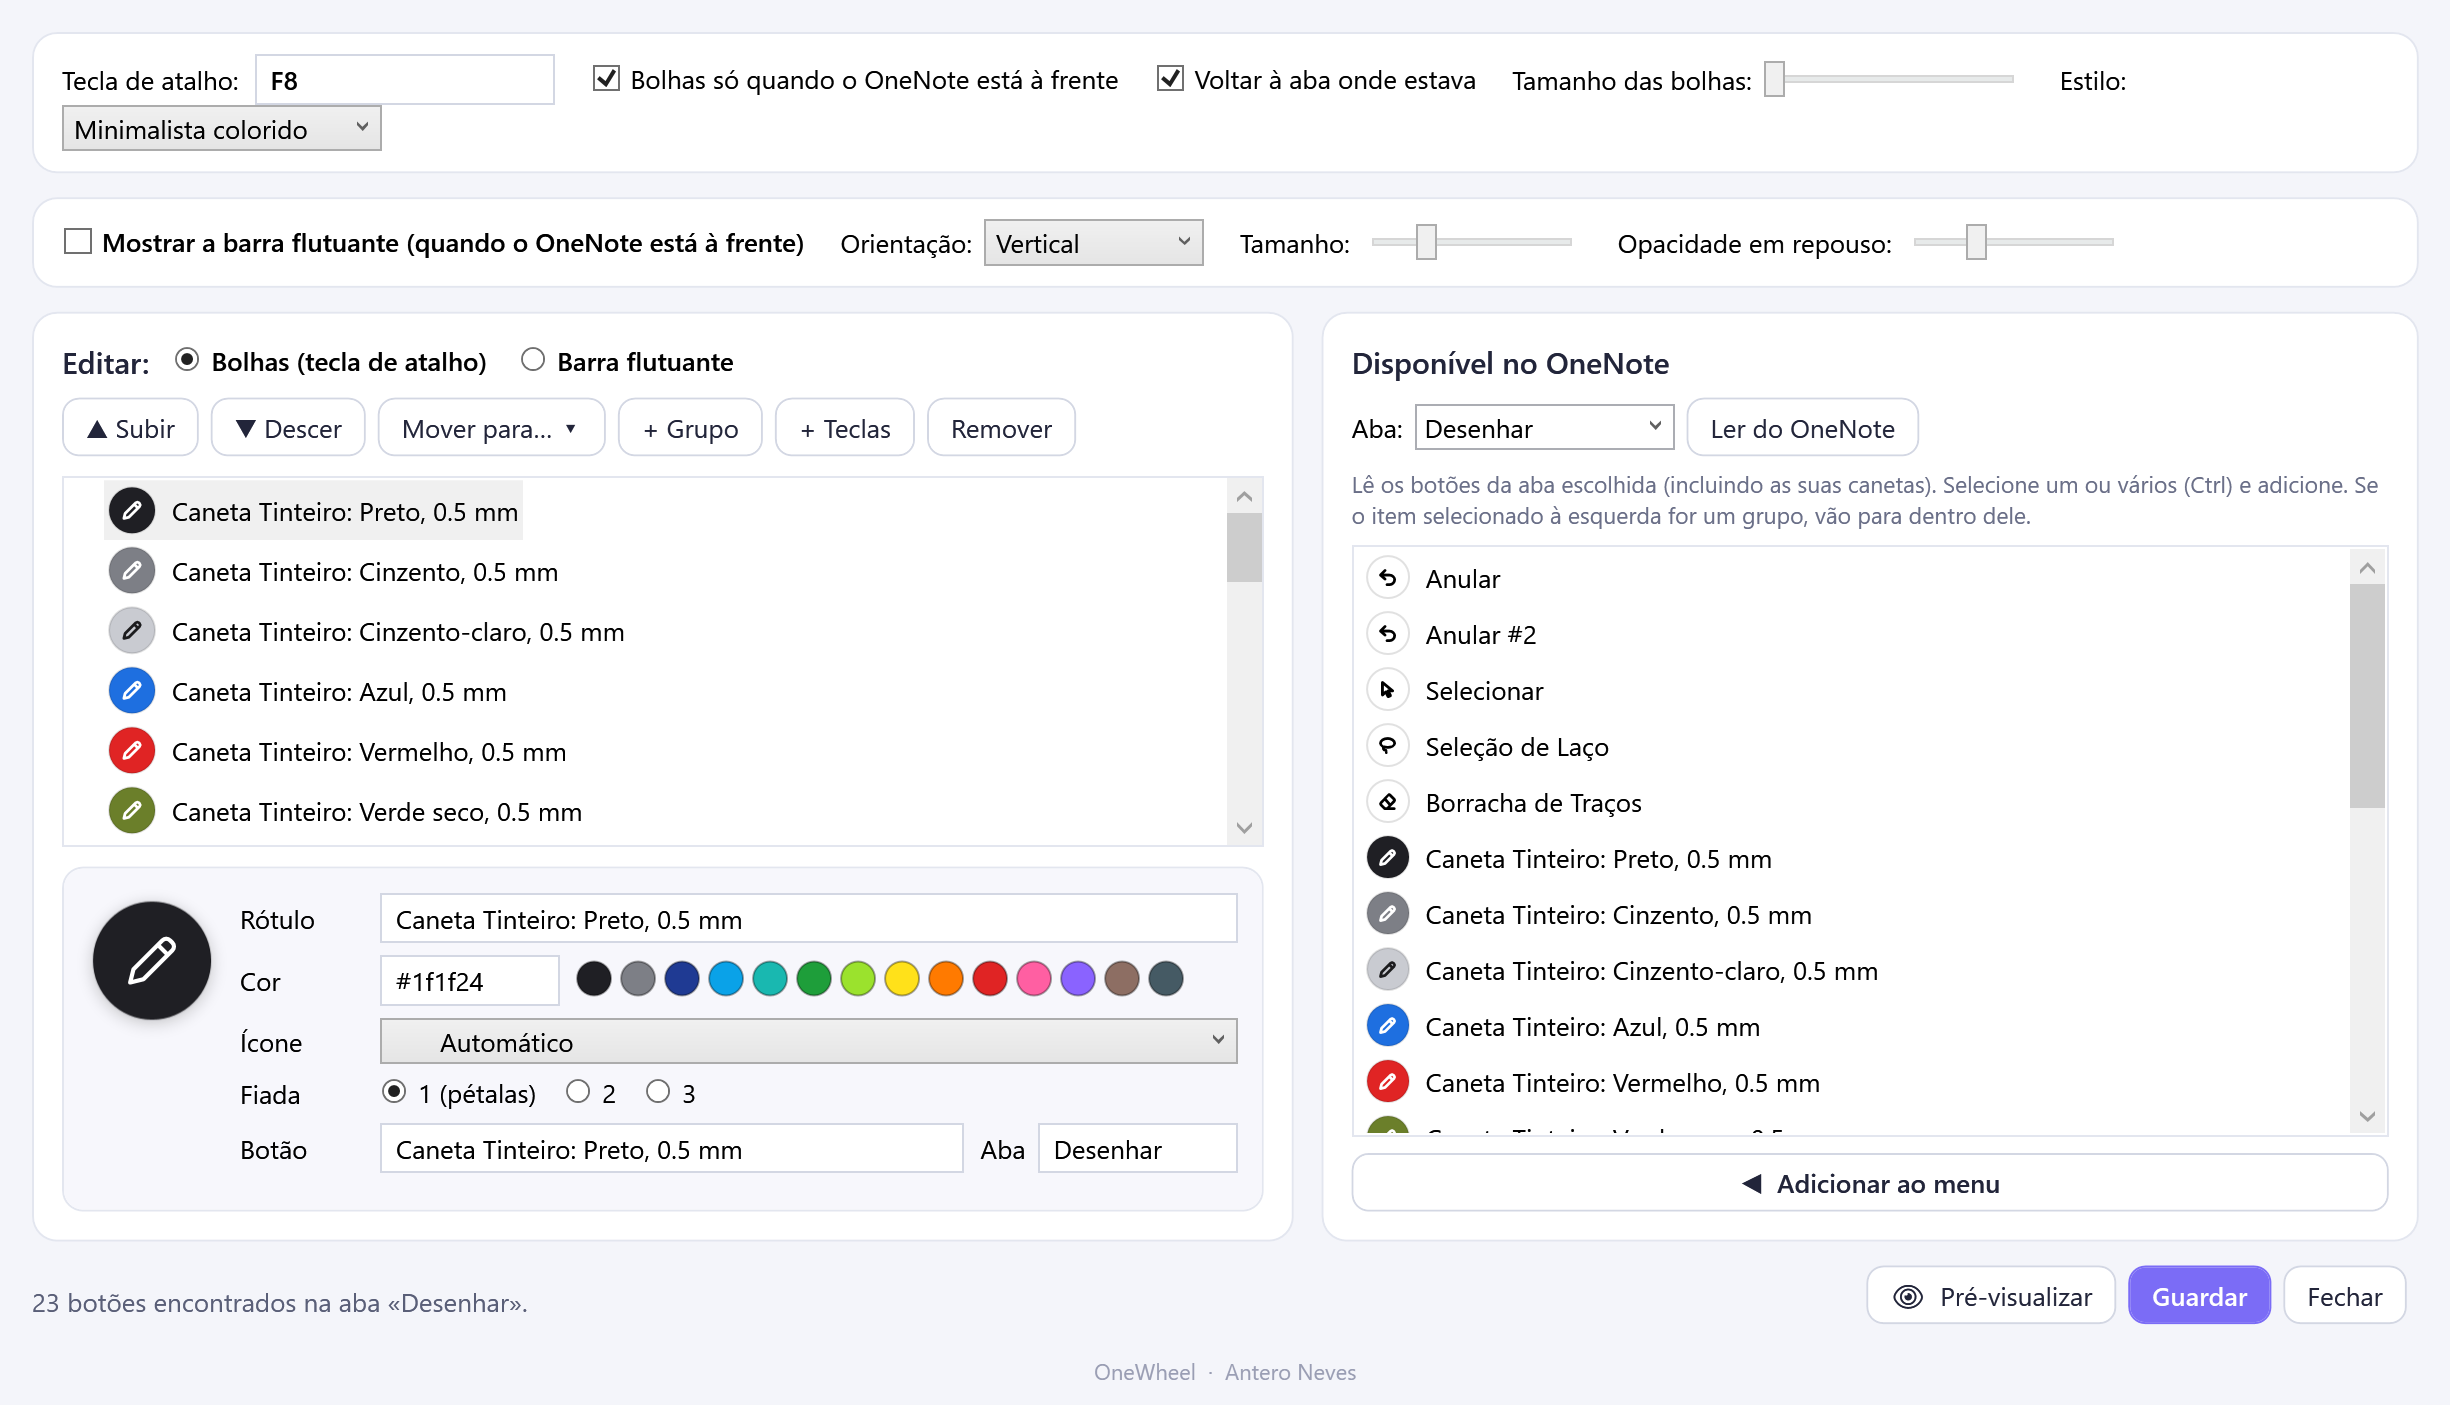 Tecla de atalho: F8 Bolhas só quando o OneNote está à frente Voltar à aba onde estava Tamanho das bolhas: Estilo:
Minimalista colorido
Mostrar a barra flutuante (quando o OneNote está à frente) Orientação: Vertical Tamanho: Opacidade em repouso:
Editar: Bolhas (tecla de atalho) Barra flutuante
▲ Subir ▼ Descer Mover para... ▾ + Grupo + Teclas Remover
Caneta Tinteiro: Preto, 0.5 mm
Caneta Tinteiro: Cinzento, 0.5 mm
Caneta Tinteiro: Cinzento-claro, 0.5 mm
Caneta Tinteiro: Azul, 0.5 mm
Caneta Tinteiro: Vermelho, 0.5 mm
Caneta Tinteiro: Verde seco, 0.5 mm
Rótulo Caneta Tinteiro: Preto, 0.5 mm
Cor #1f1f24
Ícone Automático
Fiada 1 (pétalas) 2 3
Botão Caneta Tinteiro: Preto, 0.5 mm Aba Desenhar
Disponível no OneNote
Aba: Desenhar Ler do OneNote
Lê os botões da aba escolhida (incluindo as suas canetas). Selecione um ou vários (Ctrl) e adicione. Se
o item selecionado à esquerda for um grupo, vão para dentro dele.
Anular
Anular #2
Selecionar
Seleção de Laço
Borracha de Traços
Caneta Tinteiro: Preto, 0.5 mm
Caneta Tinteiro: Cinzento, 0.5 mm
Caneta Tinteiro: Cinzento-claro, 0.5 mm
Caneta Tinteiro: Azul, 0.5 mm
Caneta Tinteiro: Vermelho, 0.5 mm
◀ Adicionar ao menu
23 botões encontrados na aba «Desenhar».
Pré-visualizar Guardar Fechar
OneWheel · Antero Neves